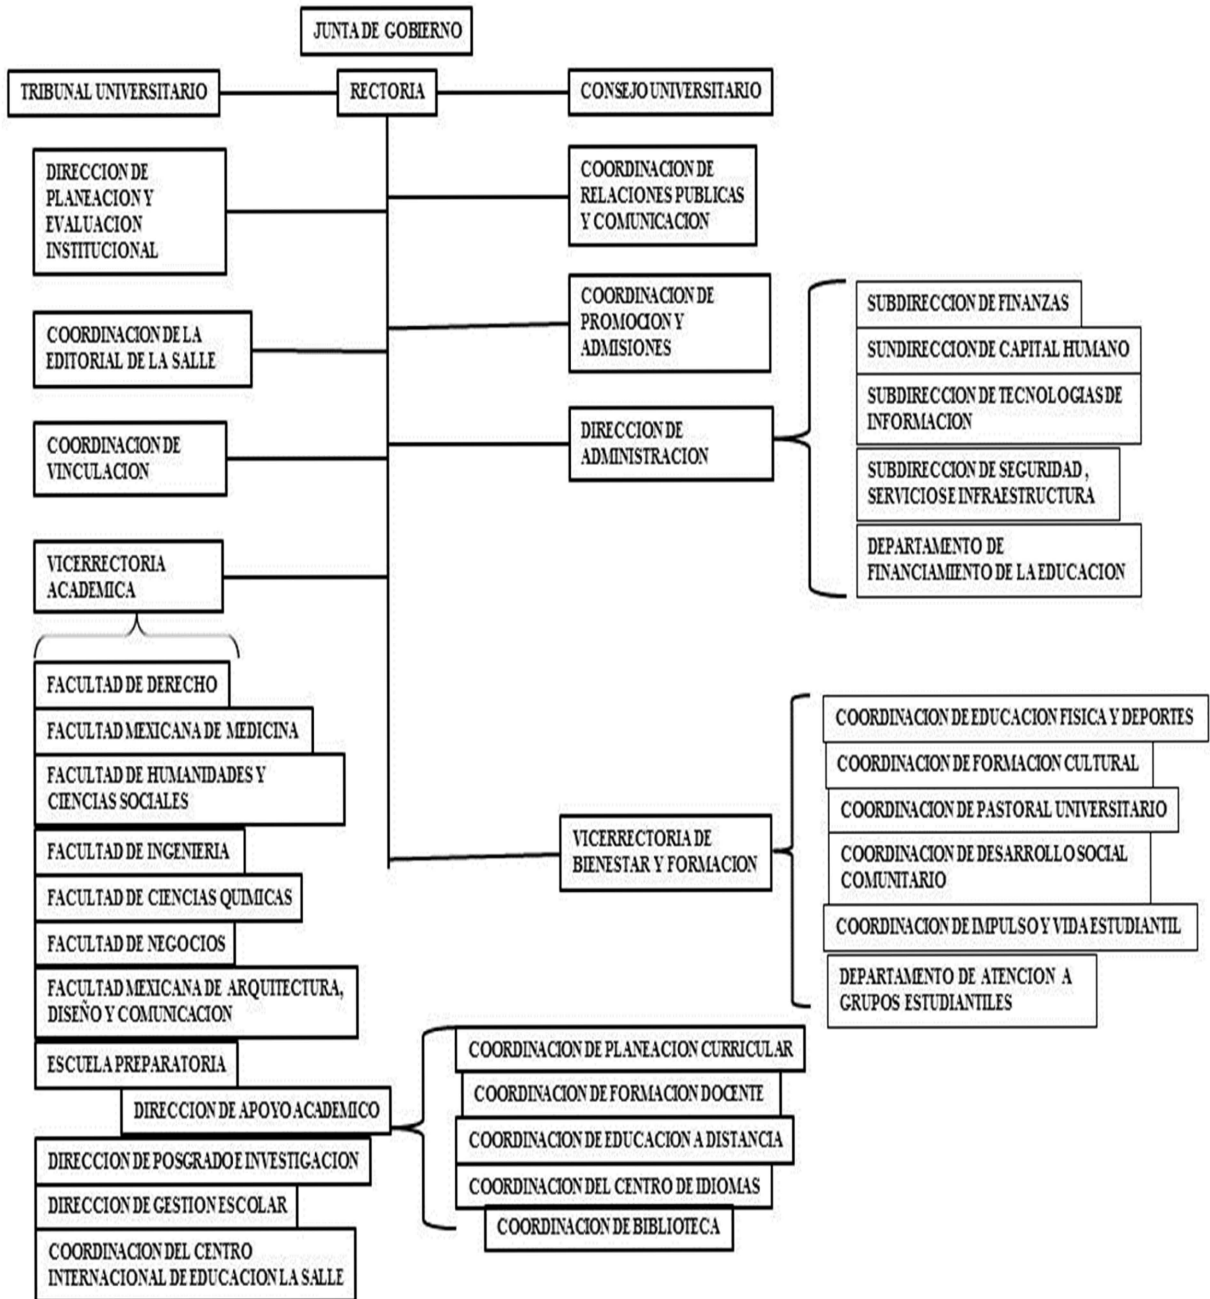 JUNTA DE GOBIERNO
TRIBUNAL UNIVERSITARIO
RECTORIA
CONSEJO UNIVERSITARIO
DIRECCION DE
PLANEACION Y
EVALUACION
INSTITUCIONAL
COORDINACION DE
RELACIONES PUBLICAS
Y COMUNICACION
COORDINACION DE LA
EDITORIAL DE LA SALLE
COORDINACION DE
PROMOCION Y
ADMISIONES
COORDINACION DE
VINCULACION
DIRECCION DE
ADMINISTRACION
SUBDIRECCION DE FINANZAS
SUNDIRECCION DE CAPITAL HUMANO
SUBDIRECCION DE TECNOLOGIAS DE
INFORMACION
SUBDIRECCION DE SEGURIDAD ,
SERVICIOS E INFRAESTRUCTURA
DEPARTAMENTO DE
FINANCIAMIENTO DE LA EDUCACION
VICERRECTORIA
ACADEMICA
FACULTAD DE DERECHO
FACULTAD MEXICANA DE MEDICINA
FACULTAD DE HUMANIDADES Y
CIENCIAS SOCIALES
FACULTAD DE INGENIERIA
FACULTAD DE CIENCIAS QUIMICAS
FACULTAD DE NEGOCIOS
FACULTAD MEXICANA DE ARQUITECTURA,
DISEÑO Y COMUNICACION
ESCUELA PREPARATORIA
DIRECCION DE APOYO ACADEMICO
DIRECCION DE POSGRADO E INVESTIGACION
DIRECCION DE GESTION ESCOLAR
COORDINACION DEL CENTRO
INTERNACIONAL DE EDUCACION LA SALLE
COORDINACION DE PLANEACION CURRICULAR
COORDINACION DE FORMACION DOCENTE
COORDINACION DE EDUCACION A DISTANCIA
COORDINACION DEL CENTRO DE IDIOMAS
COORDINACION DE BIBLIOTECA
VICERRECTORIA DE
BIENESTAR Y FORMACION
COORDINACION DE EDUCACION FISICA Y DEPORTES
COORDINACION DE FORMACION CULTURAL
COORDINACION DE PASTORAL UNIVERSITARIO
COORDINACION DE DESARROLLO SOCIAL
COMUNITARIO
COORDINACION DE IMPULSO Y VIDA ESTUDIANTIL
DEPARTAMENTO DE ATENCION A
GRUPOS ESTUDIANTILES